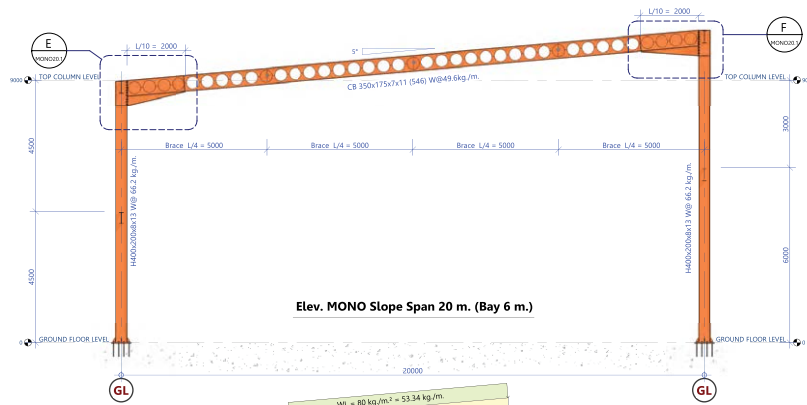 L/10 = 2000
L/10 = 2000
E
MONO20.1
F
MONO20.1
5°
9000
TOP COLUMN LEVEL
TOP COLUMN LEVEL
CB 350x175x7x11 (546) W@49.6kg./m.
Brace L/4 = 5000
Brace L/4 = 5000
Brace L/4 = 5000
Brace L/4 = 5000
4500
3000
H400x200x8x13 W@ 66.2 kg./m.
H400x200x8x13 W@ 66.2 kg./m.
4500
6000
Elev. MONO Slope Span 20 m. (Bay 6 m.)
0
GROUND FLOOR LEVEL
GROUND FLOOR LEVEL
0
20000
GL
GL
WL = 80 kg./m.² = 53.34 kg./m.